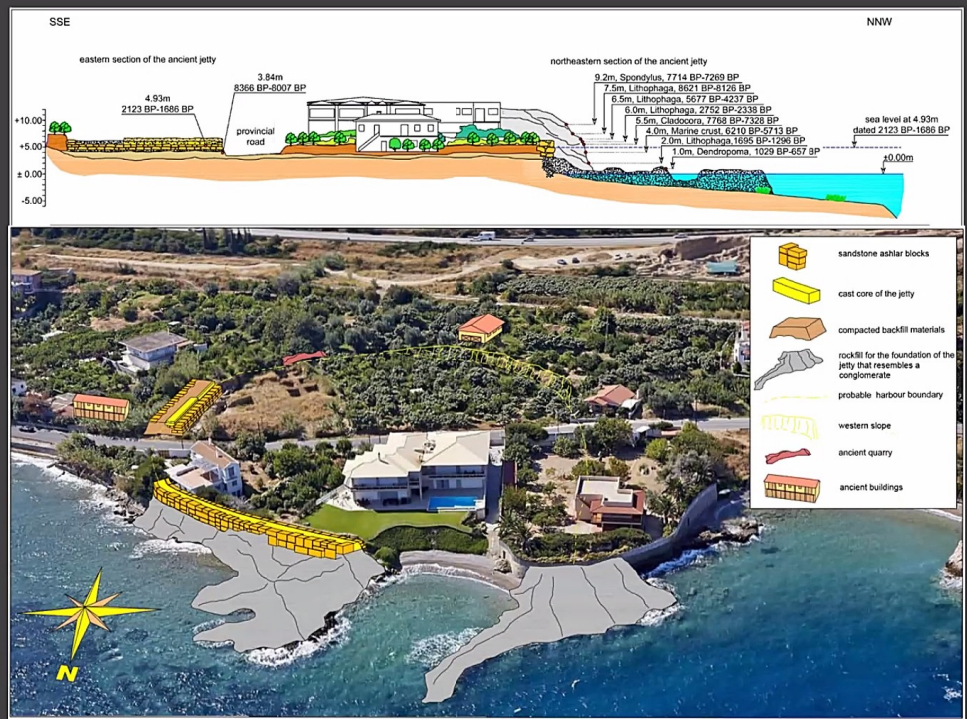 SSE
NNW
eastern section of the ancient jetty
northeastern section of the ancient jetty
4.93m
2123 BP-1686 BP
3.84m
8366 BP-8007 BP
provincial
road
9.2m, Spondylus, 7714 BP-7269 BP
7.5m, Lithophaga, 8621 BP-8126 BP
6.5m, Lithophaga, 5677 BP-4237 BP
6.0m, Lithophaga, 2752 BP-2338 BP
5.5m, Cladocora, 7768 BP-7328 BP
4.0m, Marine crust, 6210 BP-5713 BP
2.0m, Lithophaga,1695 BP-1296 BP
1.0m, Dendropoma, 1029 BP-657 BP
sea level at 4.93m
dated 2123 BP-1686 BP
±0.00m
+10.00
+5.00
± 0.00
-5.00
sandstone ashlar blocks
cast core of the jetty
compacted backfill materials
rockfill for the foundation of the
jetty that resembles a
conglomerate
probable harbour boundary
western slope
ancient quarry
ancient buildings
N